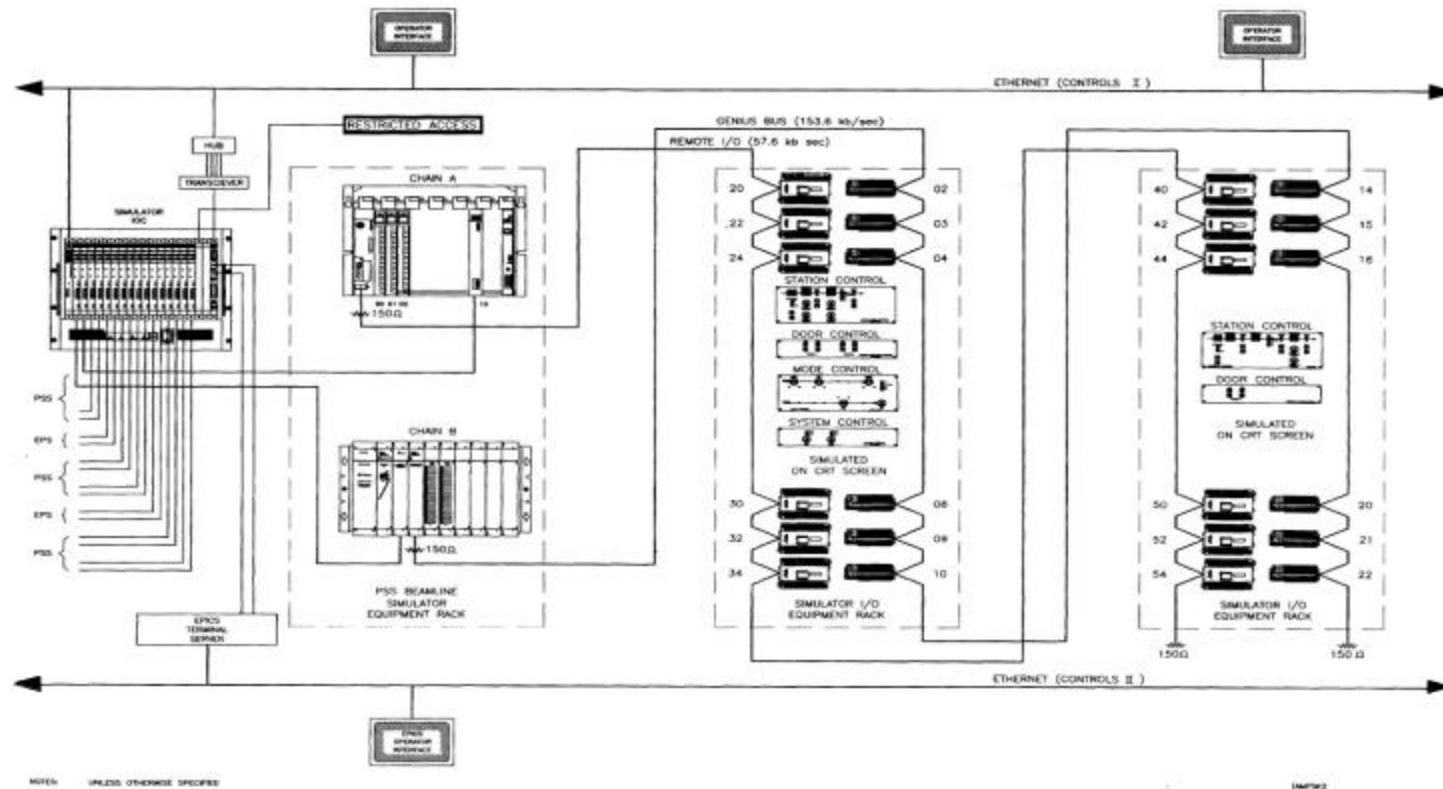 OPERATOR
INTERFACE
OPERATOR
INTERFACE
ETHERNET (CONTROLS I)
RESTRICTED ACCESS
GENIUS BUS (153.6 kb/sec)
REMOTE I/O (57.6 kb sec)
HUB
TRANSCIEVER
SIMULATOR
IOC
CHAIN A
150Ω
20
22
24
02
03
04
STATION CONTROL
DOOR CONTROL
MODE CONTROL
SYSTEM CONTROL
SIMULATED
ON CRT SCREEN
30
32
34
08
09
10
SIMULATOR I/O
EQUIPMENT RACK
40
42
44
14
15
16
STATION CONTROL
DOOR CONTROL
SIMULATED
ON CRT SCREEN
50
52
54
20
21
22
SIMULATOR I/O
EQUIPMENT RACK
150Ω
150Ω
PSS
EPS
PSS
EPS
PSS
CHAIN B
150Ω
PSS BEAMLINE
SIMULATOR
EQUIPMENT RACK
EPICS
TERMINAL
SERVER
ETHERNET (CONTROLS II)
EPICS
OPERATOR
INTERFACE
NOTES: UNLESS OTHERWISE SPECIFIED